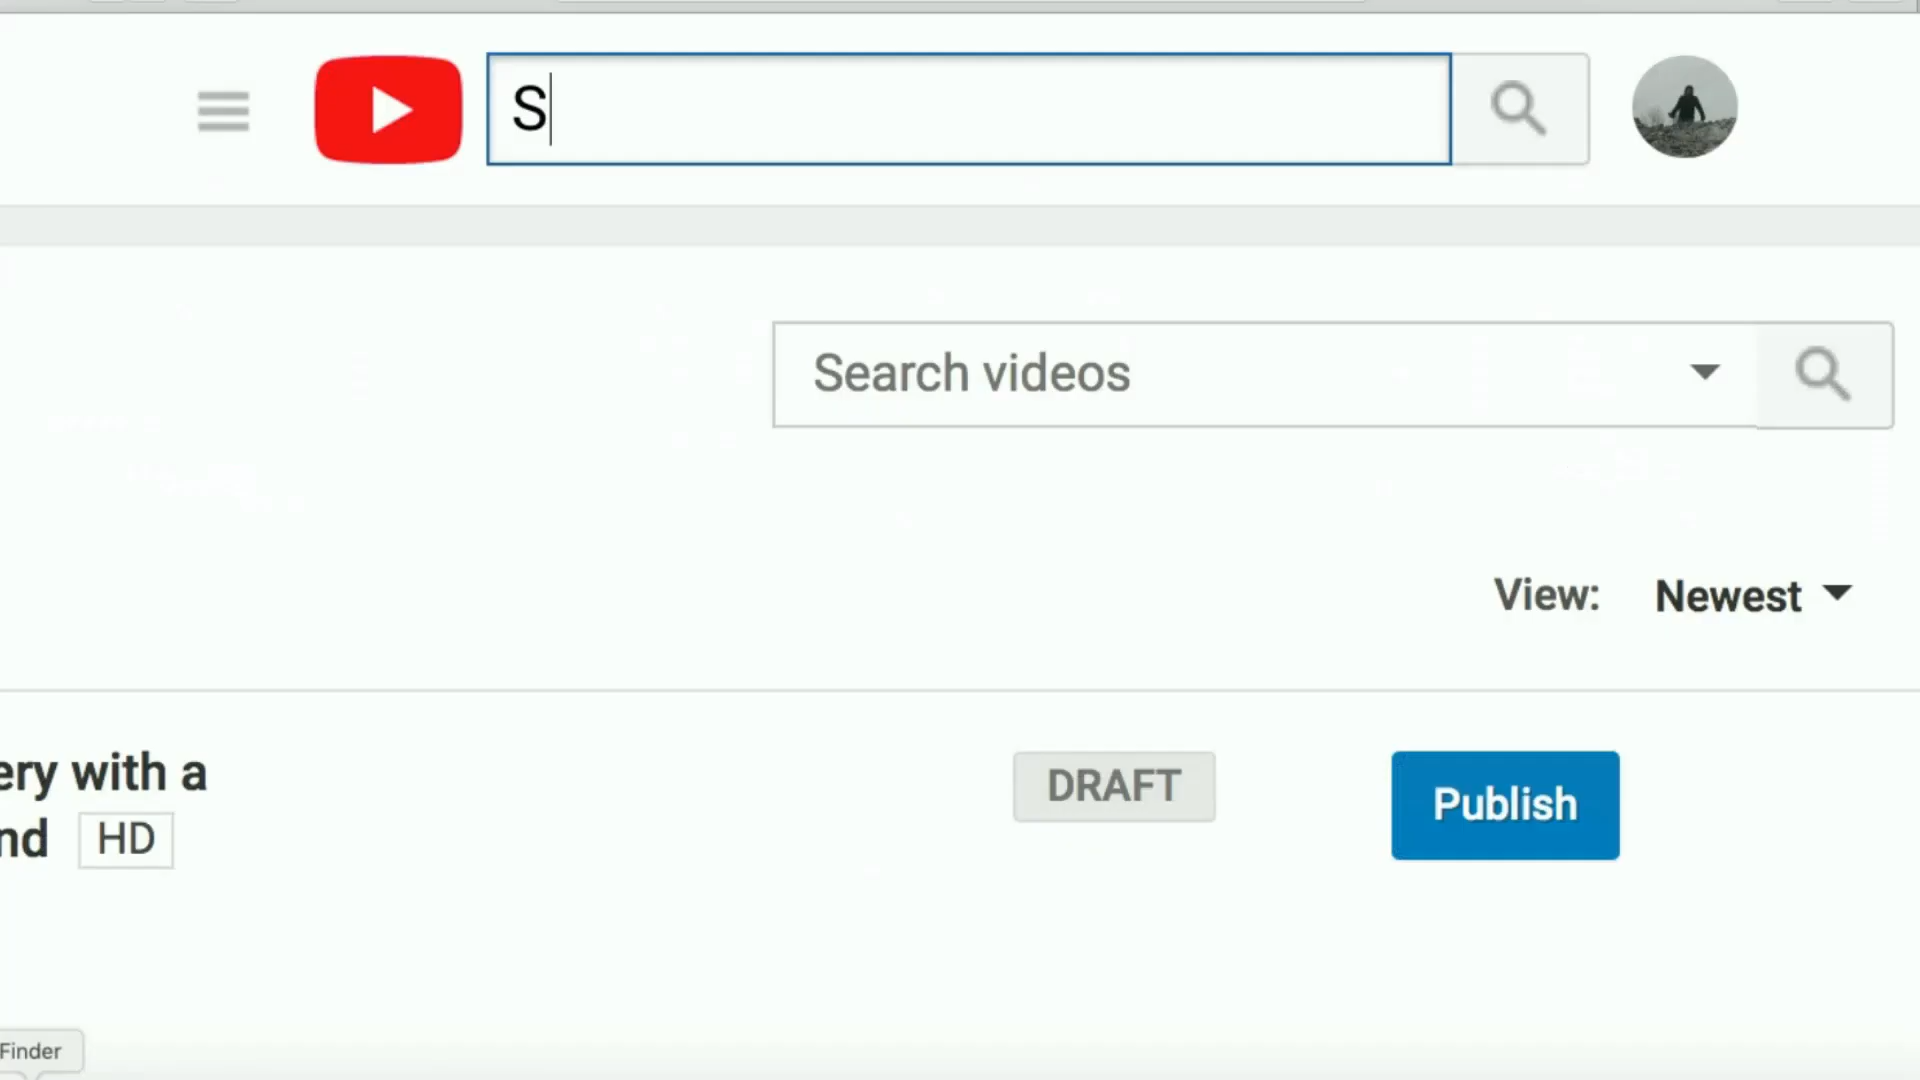 S
Search videos
View: Newest
ery with a
nd HD
DRAFT
Publish
Finder